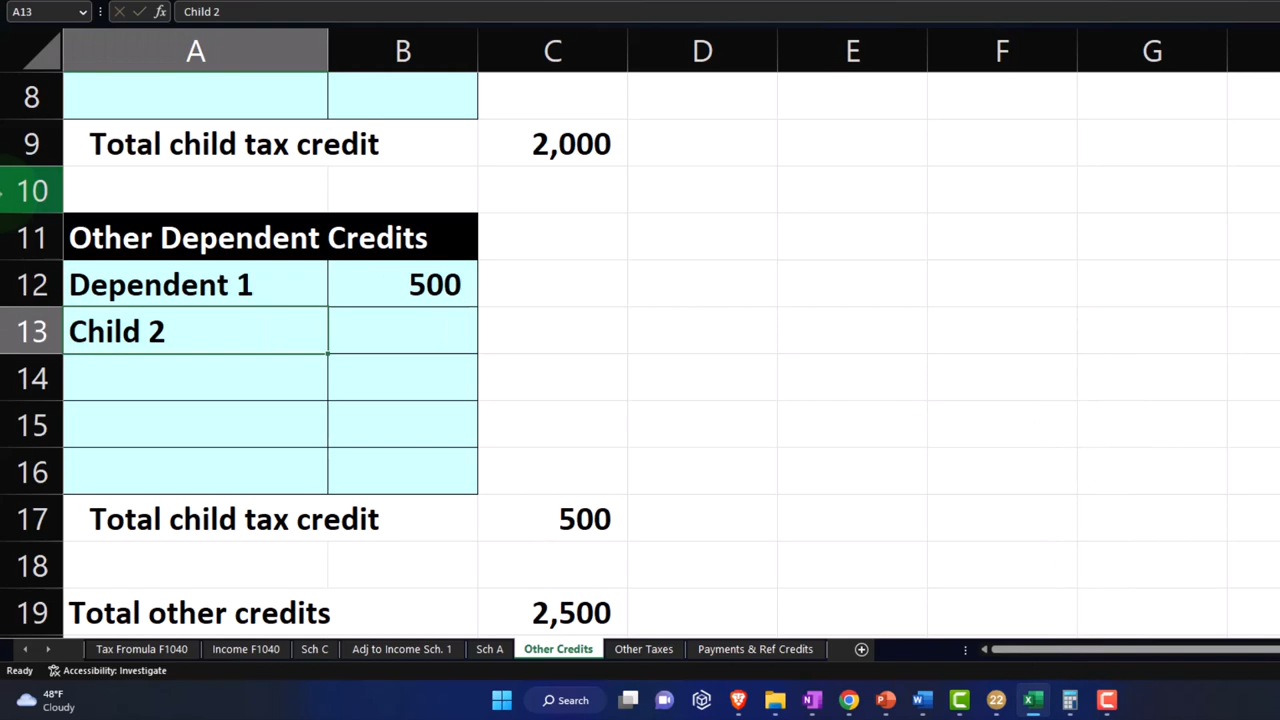 A13 fx Child 2
A B C D E F G
8
9 Total child tax credit 2,000
10
11 Other Dependent Credits
12 Dependent 1 500
13 Child 2
14
15
16
17 Total child tax credit 500
18
19 Total other credits 2,500
Tax Fromula F1040 Income F1040 Sch C Adj to Income Sch. 1 Sch A Other Credits Other Taxes Payments & Ref Credits
Ready Accessibility: Investigate
48°F
Cloudy
Search
22